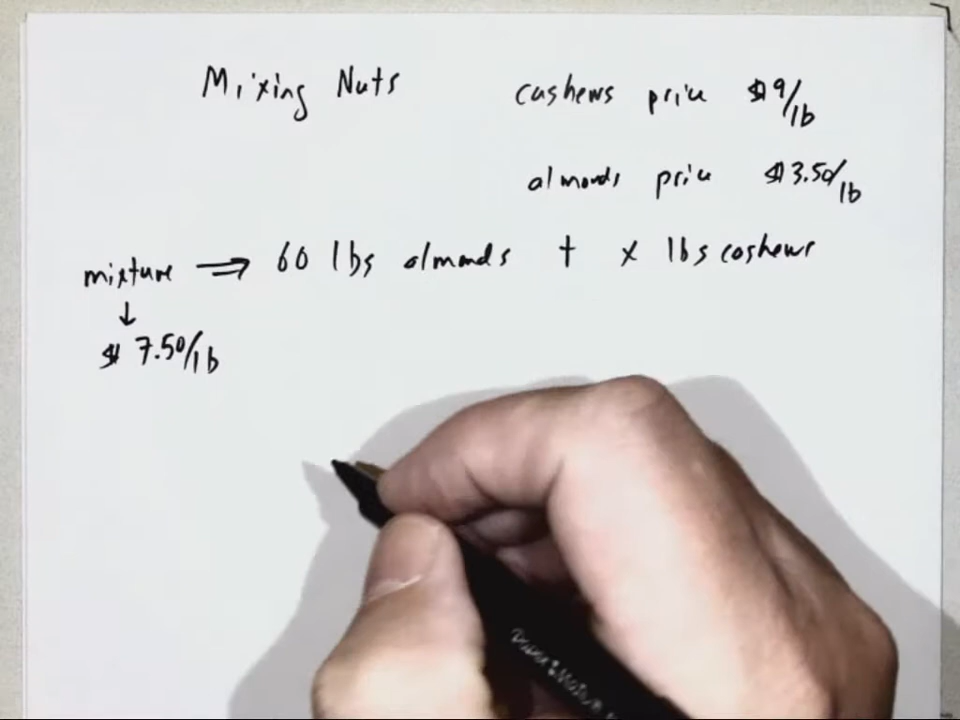 Mixing Nuts
cashews price $9/lb
almonds price $3.50/lb
mixture ⇒ 60 lbs almonds + x lbs cashews
↓
$ 7.50/lb